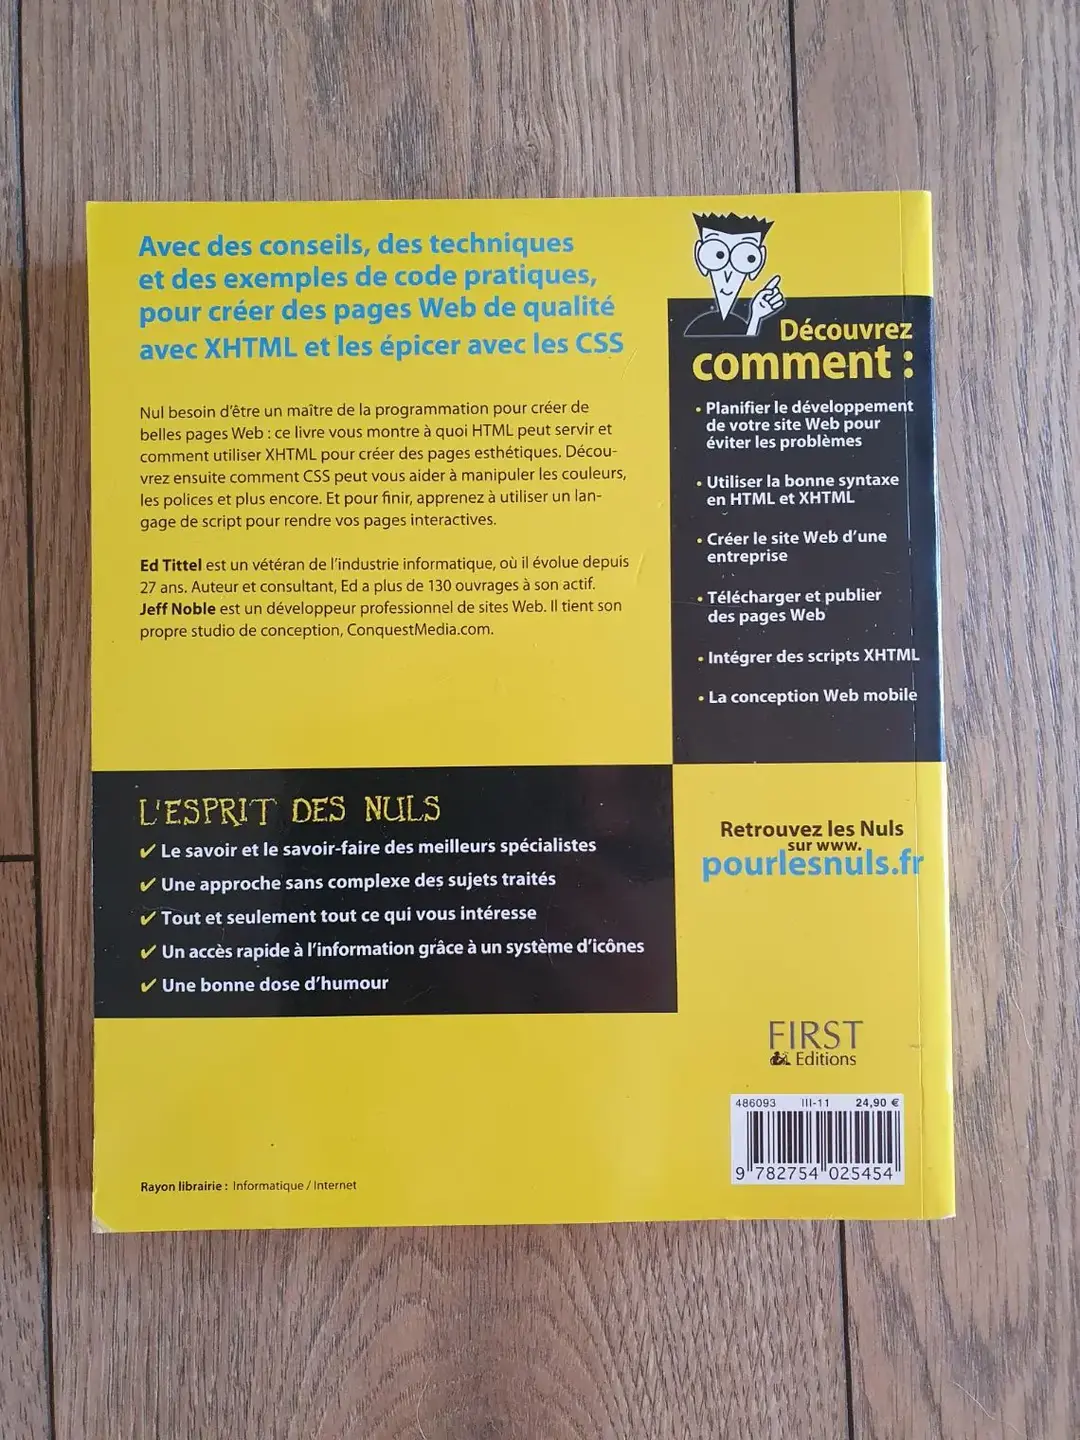 Avec des conseils, des techniques
et des exemples de code pratiques,
pour créer des pages Web de qualité
avec XHTML et les épicer avec les CSS
Nul besoin d'être un maître de la programmation pour créer de
belles pages Web : ce livre vous montre à quoi HTML peut servir et
comment utiliser XHTML pour créer des pages esthétiques. Décou-
vrez ensuite comment CSS peut vous aider à manipuler les couleurs,
les polices et plus encore. Et pour finir, apprenez à utiliser un lan-
gage de script pour rendre vos pages interactives.
Ed Tittel est un vétéran de l'industrie informatique, où il évolue depuis
27 ans. Auteur et consultant, Ed a plus de 130 ouvrages à son actif.
Jeff Noble est un développeur professionnel de sites Web. Il tient son
propre studio de conception, ConquestMedia.com.
Découvrez
comment :
• Planifier le développement
de votre site Web pour
éviter les problèmes
• Utiliser la bonne syntaxe
en HTML et XHTML
• Créer le site Web d'une
entreprise
• Télécharger et publier
des pages Web
• Intégrer des scripts XHTML
• La conception Web mobile
L'ESPRIT DES NULS
✓ Le savoir et le savoir-faire des meilleurs spécialistes
✓ Une approche sans complexe des sujets traités
✓ Tout et seulement tout ce qui vous intéresse
✓ Un accès rapide à l'information grâce à un système d'icônes
✓ Une bonne dose d'humour
Retrouvez les Nuls
sur www.
pourlesnuls.fr
FIRST
Editions
486093 III-11 24,90 €
9 782754 025454
Rayon librairie : Informatique / Internet